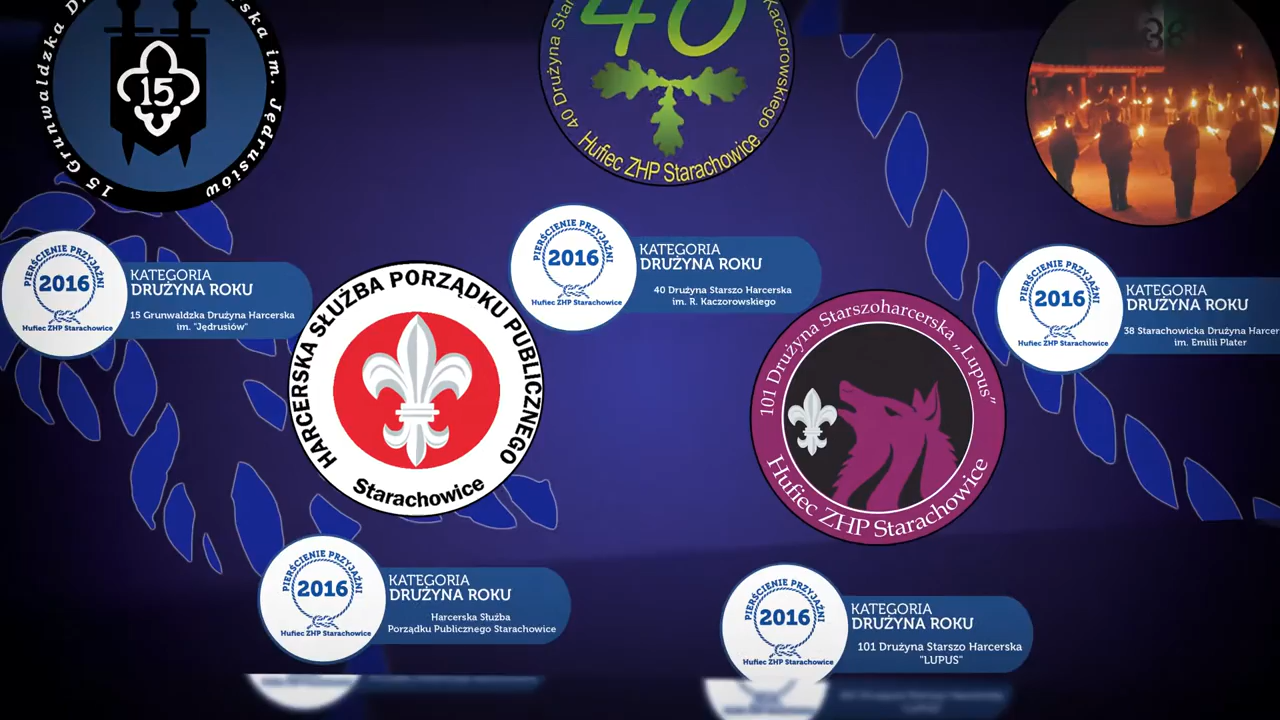 15 Grunwaldzka D
ska im. Jędrusiów
15
40
40 Drużyna Star
Kaczorowskiego
Hufiec ZHP Starachowice
38
PIERŚCIENIE PRZYJAŹNI
2016
Hufiec ZHP Starachowice
KATEGORIA
DRUŻYNA ROKU
15 Grunwaldzka Drużyna Harcerska
im. "Jędrusiów"
PIERŚCIENIE PRZYJAŹNI
2016
Hufiec ZHP Starachowice
KATEGORIA
DRUŻYNA ROKU
40 Drużyna Starszo Harcerska
im. R. Kaczorowskiego
PIERŚCIENIE PRZYJAŹNI
2016
Hufiec ZHP Starachowice
KATEGORIA
DRUŻYNA ROKU
38 Starachowicka Drużyna Harcer
im. Emilii Plater
HARCERSKA SŁUŻBA PORZĄDKU PUBLICZNEGO
Starachowice
101 Drużyna Starszoharcerska „Lupus”
Hufiec ZHP Starachowice
PIERŚCIENIE PRZYJAŹNI
2016
Hufiec ZHP Starachowice
KATEGORIA
DRUŻYNA ROKU
Harcerska Służba
Porządku Publicznego Starachowice
PIERŚCIENIE PRZYJAŹNI
2016
Hufiec ZHP Starachowice
KATEGORIA
DRUŻYNA ROKU
101 Drużyna Starszo Harcerska
"LUPUS"